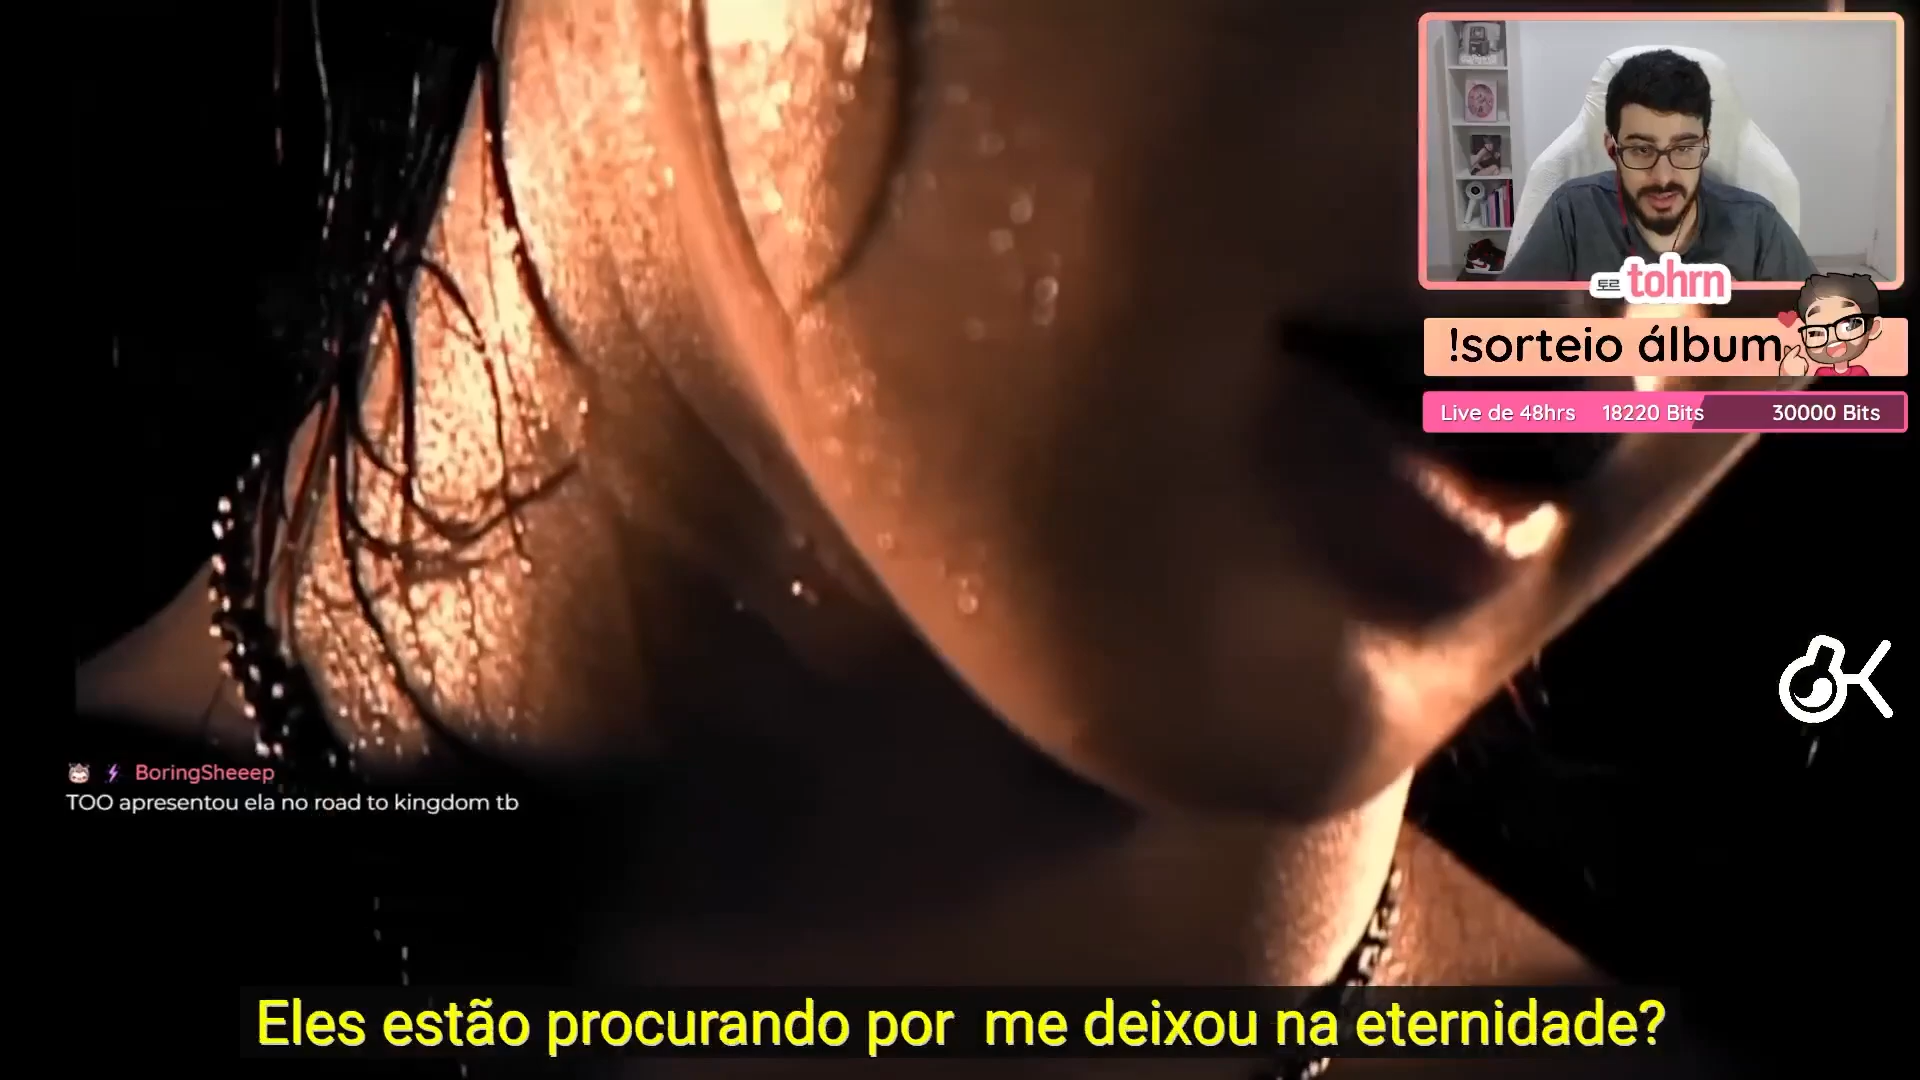 토르 tohrn
!sorteio álbum
Live de 48hrs 18220 Bits 30000 Bits
OK
BoringSheeep
TOO apresentou ela no road to kingdom tb
Eles estão procurando por me deixou na eternidade?